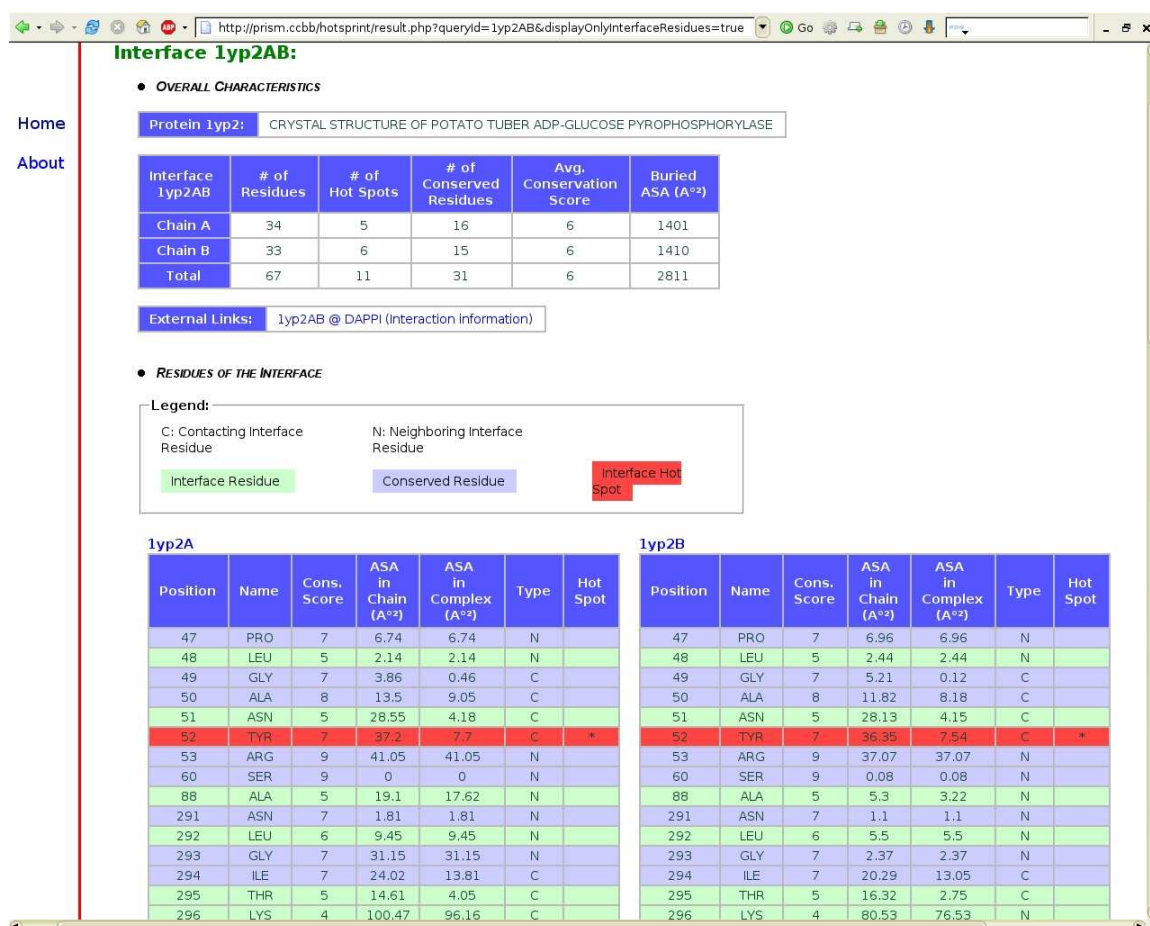 http://prism.ccbb/hotsprint/result.php?queryId=1yp2AB&displayOnlyInterfaceResidues=true Go
Interface 1yp2AB:
• OVERALL CHARACTERISTICS
Home
About
Protein 1yp2: CRYSTAL STRUCTURE OF POTATO TUBER ADP-GLUCOSE PYROPHOSPHORYLASE
Interface 1yp2AB # of Residues # of Hot Spots # of Conserved Residues Avg. Conservation Score Buried ASA (A°²)
Chain A 34 5 16 6 1401
Chain B 33 6 15 6 1410
Total 67 11 31 6 2811
External Links: 1yp2AB @ DAPPI (Interaction information)
• RESIDUES OF THE INTERFACE
Legend:
C: Contacting Interface Residue N: Neighboring Interface Residue
Interface Residue Conserved Residue Interface Hot Spot
1yp2A
Position Name Cons. Score ASA in Chain (A°²) ASA in Complex (A°²) Type Hot Spot
47 PRO 7 6.74 6.74 N
48 LEU 5 2.14 2.14 N
49 GLY 7 3.86 0.46 C
50 ALA 8 13.5 9.05 C
51 ASN 5 28.55 4.18 C
52 TYR 7 37.2 7.7 C *
53 ARG 9 41.05 41.05 N
60 SER 9 0 0 N
88 ALA 5 19.1 17.62 N
291 ASN 7 1.81 1.81 N
292 LEU 6 9.45 9.45 N
293 GLY 7 31.15 31.15 N
294 ILE 7 24.02 13.81 C
295 THR 5 14.61 4.05 C
296 LYS 4 100.47 96.16 C
1yp2B
Position Name Cons. Score ASA in Chain (A°²) ASA in Complex (A°²) Type Hot Spot
47 PRO 7 6.96 6.96 N
48 LEU 5 2.44 2.44 N
49 GLY 7 5.21 0.12 C
50 ALA 8 11.82 8.18 C
51 ASN 5 28.13 4.15 C
52 TYR 7 36.35 7.54 C *
53 ARG 9 37.07 37.07 N
60 SER 9 0.08 0.08 N
88 ALA 5 5.3 3.22 N
291 ASN 7 1.1 1.1 N
292 LEU 6 5.5 5.5 N
293 GLY 7 2.37 2.37 N
294 ILE 7 20.29 13.05 C
295 THR 5 16.32 2.75 C
296 LYS 4 80.53 76.53 N